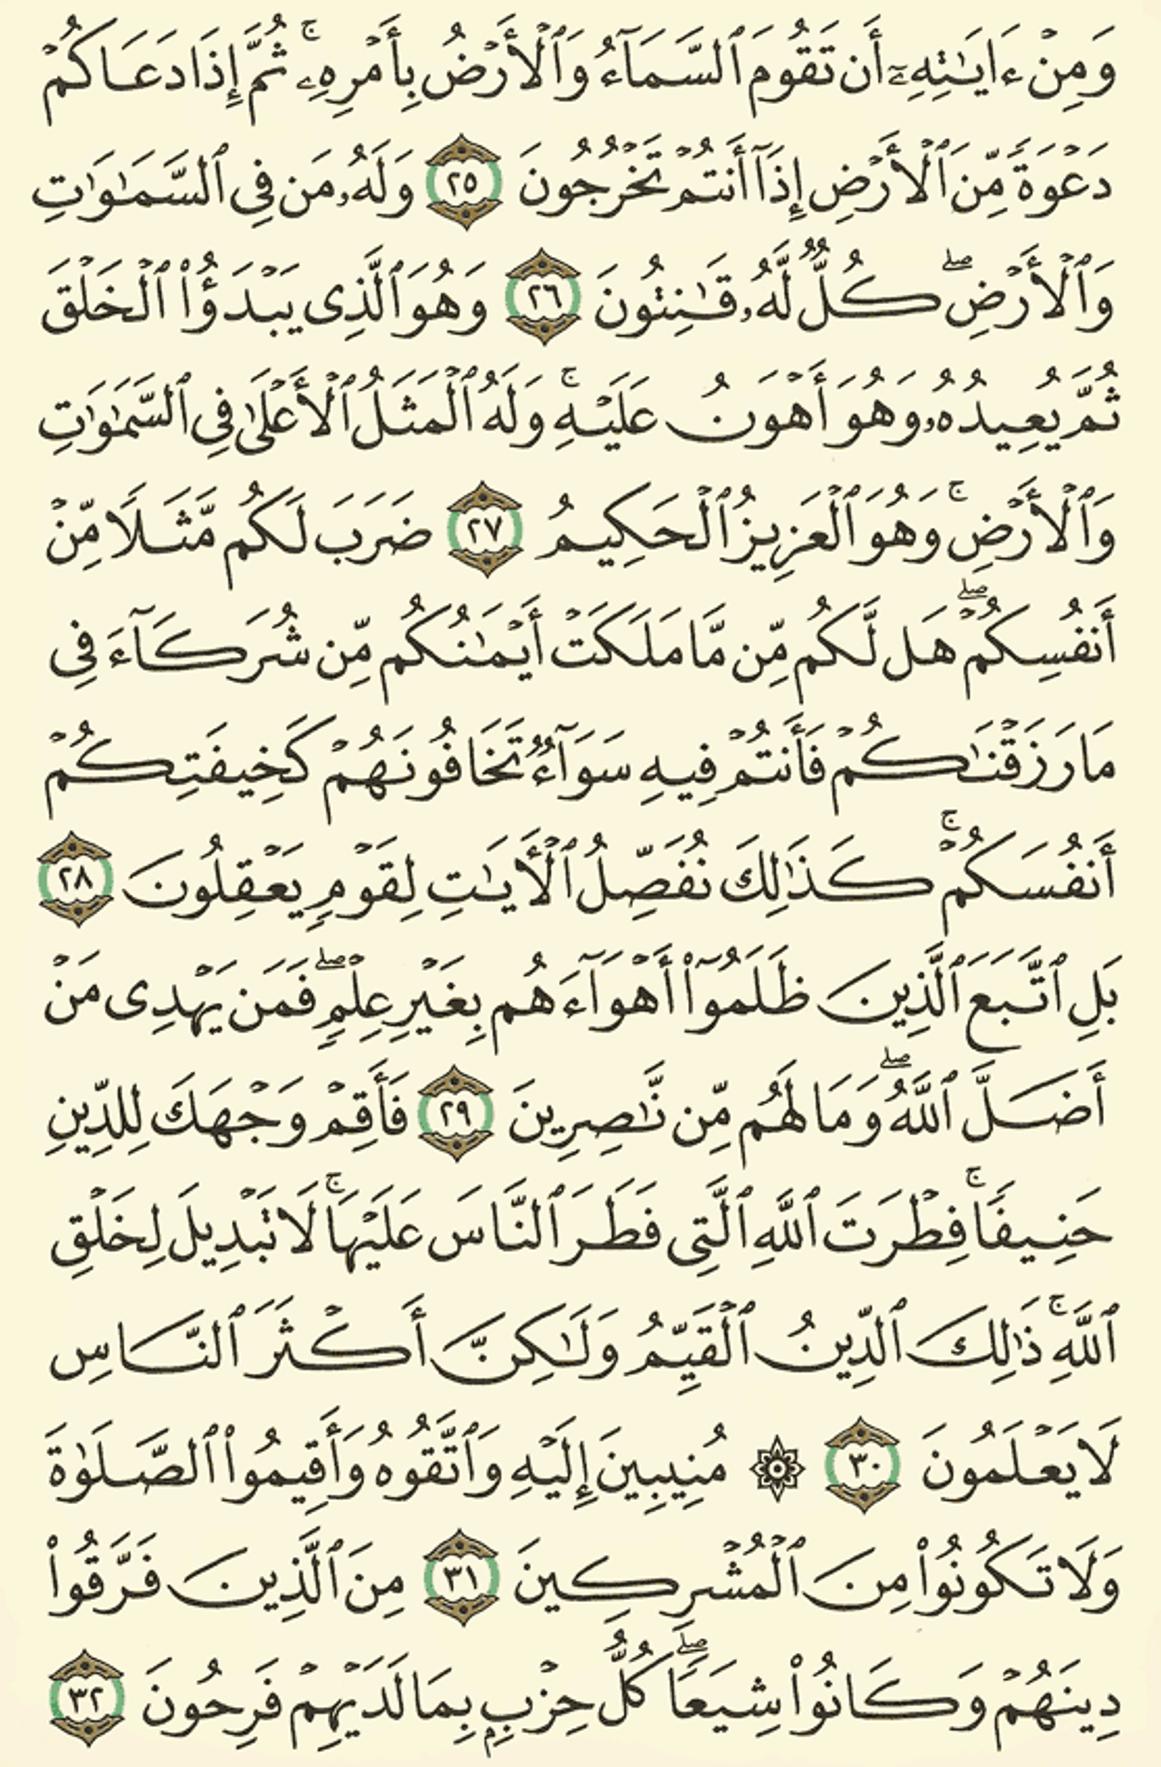 وَمِنْ ءَايَٰتِهِۦٓ أَن تَقُومَ ٱلسَّمَآءُ وَٱلْأَرْضُ بِأَمْرِهِۦ ۚ ثُمَّ إِذَا دَعَاكُمْ
دَعْوَةً مِّنَ ٱلْأَرْضِ إِذَآ أَنتُمْ تَخْرُجُونَ ٢٥ وَلَهُۥ مَن فِى ٱلسَّمَٰوَٰتِ
وَٱلْأَرْضِ ۖ كُلٌّ لَّهُۥ قَٰنِتُونَ ٢٦ وَهُوَ ٱلَّذِى يَبْدَؤُا۟ ٱلْخَلْقَ
ثُمَّ يُعِيدُهُۥ وَهُوَ أَهْوَنُ عَلَيْهِ ۚ وَلَهُ ٱلْمَثَلُ ٱلْأَعْلَىٰ فِى ٱلسَّمَٰوَٰتِ
وَٱلْأَرْضِ ۚ وَهُوَ ٱلْعَزِيزُ ٱلْحَكِيمُ ٢٧ ضَرَبَ لَكُم مَّثَلًا مِّنْ
أَنفُسِكُمْ ۖ هَل لَّكُم مِّن مَّا مَلَكَتْ أَيْمَٰنُكُم مِّن شُرَكَآءَ فِى
مَا رَزَقْنَٰكُمْ فَأَنتُمْ فِيهِ سَوَآءٌ تَخَافُونَهُمْ كَخِيفَتِكُمْ
أَنفُسَكُمْ ۚ كَذَٰلِكَ نُفَصِّلُ ٱلْأَيَٰتِ لِقَوْمٍ يَعْقِلُونَ ٢٨
بَلِ ٱتَّبَعَ ٱلَّذِينَ ظَلَمُوٓا۟ أَهْوَآءَهُم بِغَيْرِ عِلْمٍ ۖ فَمَن يَهْدِى مَنْ
أَضَلَّ ٱللَّهُ ۖ وَمَا لَهُم مِّن نَّٰصِرِينَ ٢٩ فَأَقِمْ وَجْهَكَ لِلدِّينِ
حَنِيفًا ۚ فِطْرَتَ ٱللَّهِ ٱلَّتِى فَطَرَ ٱلنَّاسَ عَلَيْهَا ۚ لَا تَبْدِيلَ لِخَلْقِ
ٱللَّهِ ۚ ذَٰلِكَ ٱلدِّينُ ٱلْقَيِّمُ وَلَٰكِنَّ أَكْثَرَ ٱلنَّاسِ
لَا يَعْلَمُونَ ٣٠ ۞ مُنِيبِينَ إِلَيْهِ وَٱتَّقُوهُ وَأَقِيمُوا۟ ٱلصَّلَوٰةَ
وَلَا تَكُونُوا۟ مِنَ ٱلْمُشْرِكِينَ ٣١ مِنَ ٱلَّذِينَ فَرَّقُوا۟
دِينَهُمْ وَكَانُوا۟ شِيَعًا ۖ كُلُّ حِزْبٍۭ بِمَا لَدَيْهِمْ فَرِحُونَ ٣٢